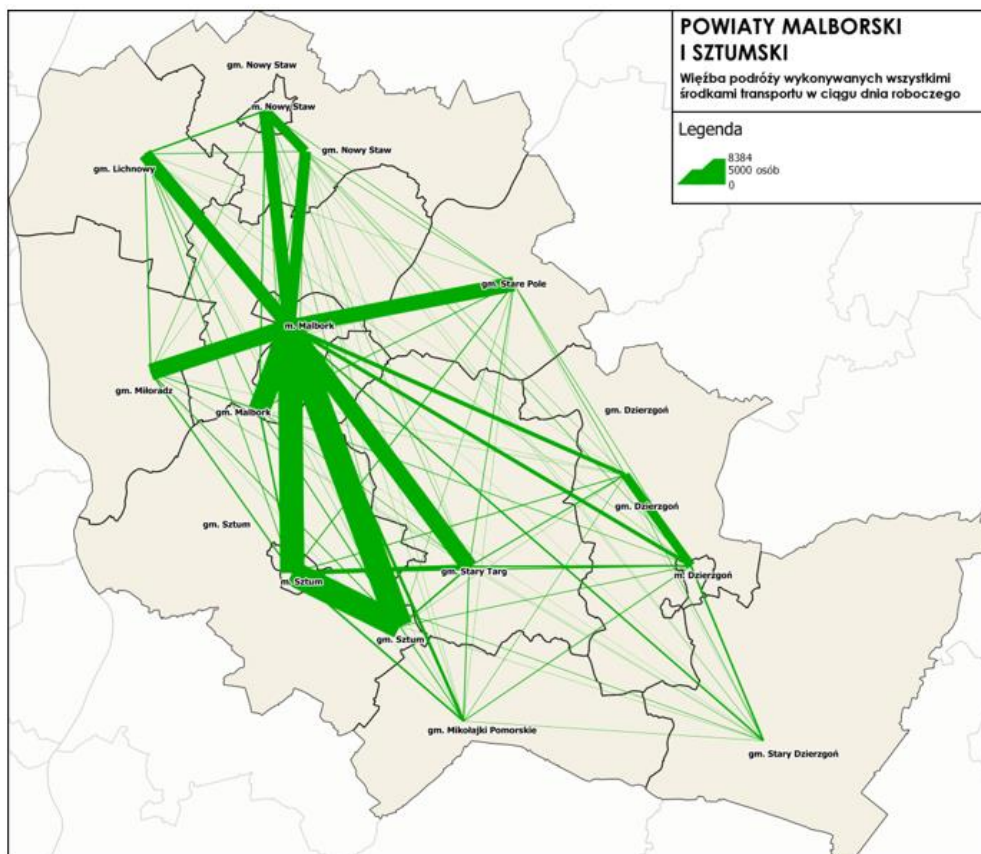 POWIATY MALBORSKI
I SZTUMSKI
Więźba podróży wykonywanych wszystkimi
środkami transportu w ciągu dnia roboczego
Legenda
8384
5000 osób
0
gm. Nowy Staw
m. Nowy Staw
gm. Nowy Staw
gm. Lichnowy
gm. Stare Pole
m. Malbork
gm. Miłoradz
gm. Malbork
gm. Dzierzgoń
gm. Dzierzgoń
gm. Sztum
gm. Stary Targ
m. Dzierzgoń
m. Sztum
gm. Sztum
gm. Mikołajki Pomorskie
gm. Stary Dzierzgoń